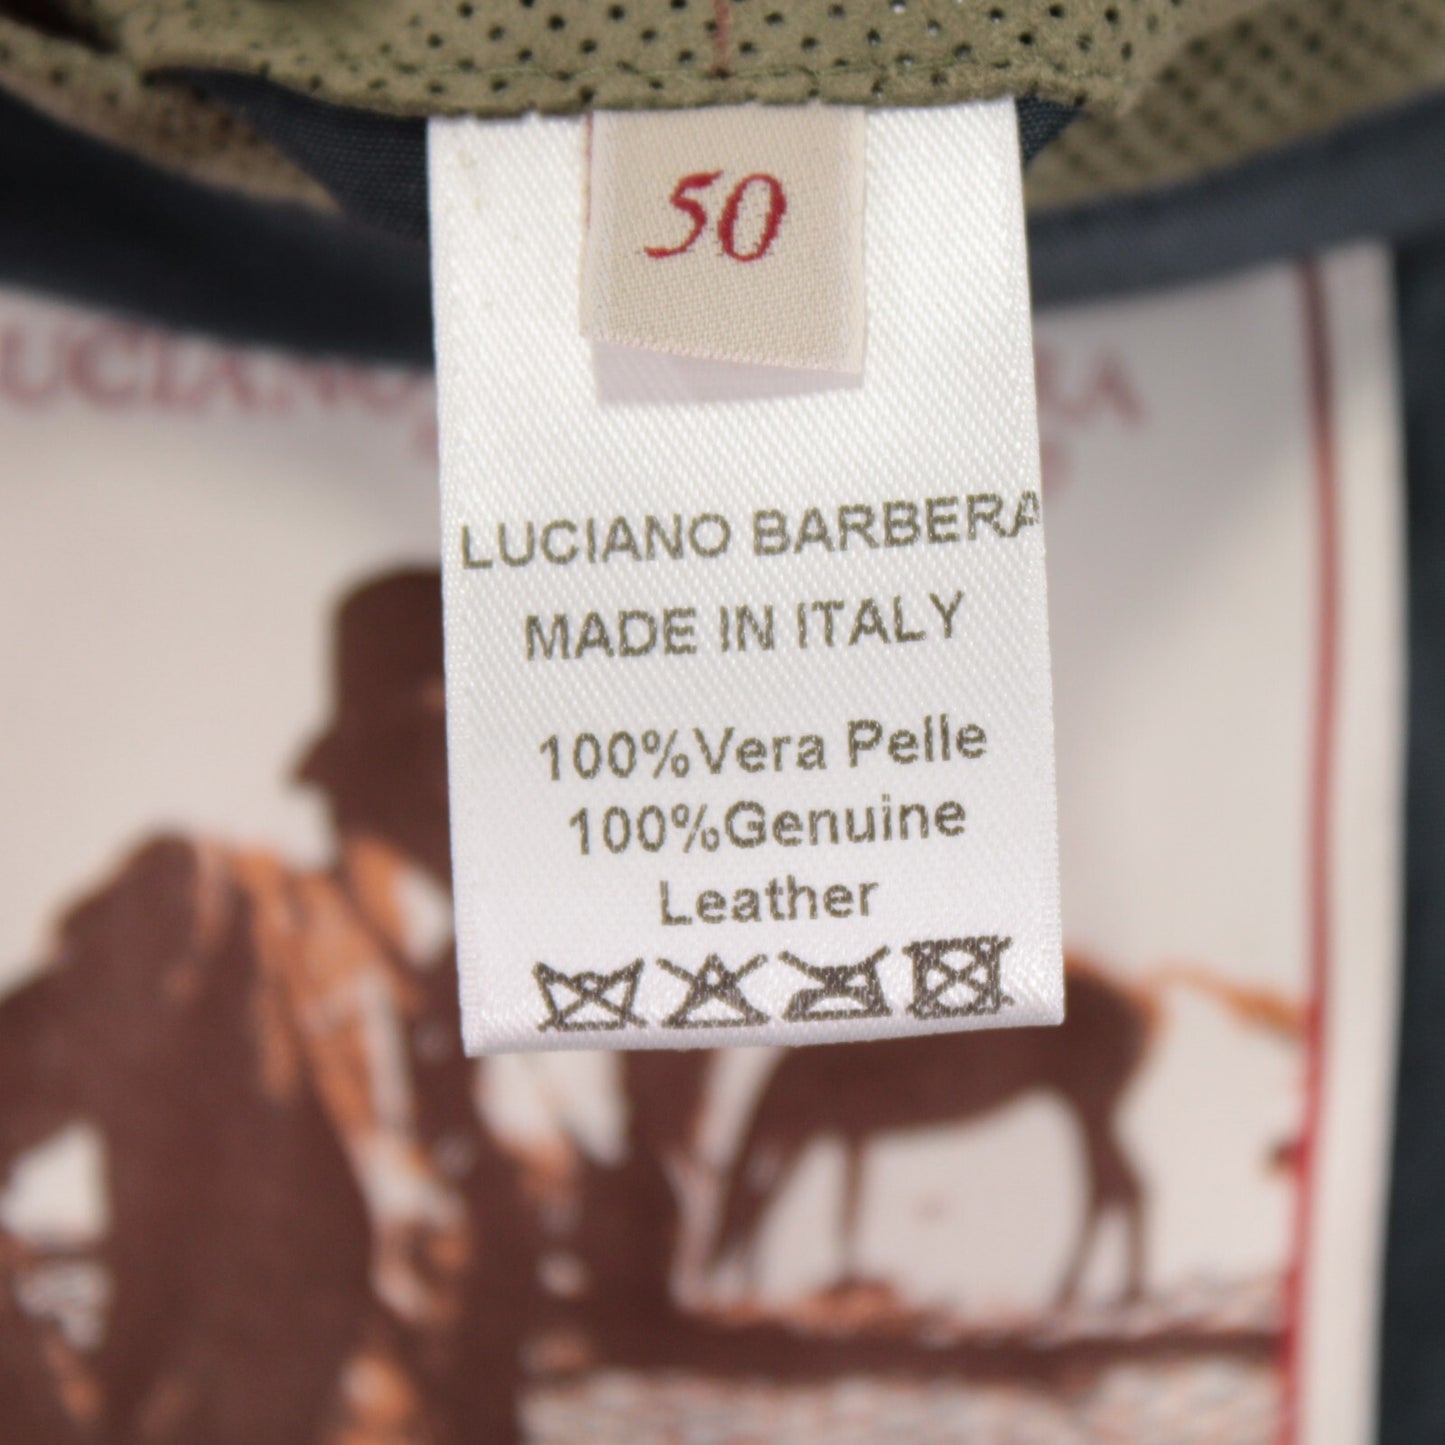 50
LUCIANO BARBERA
MADE IN ITALY
100%Vera Pelle
100%Genuine
Leather